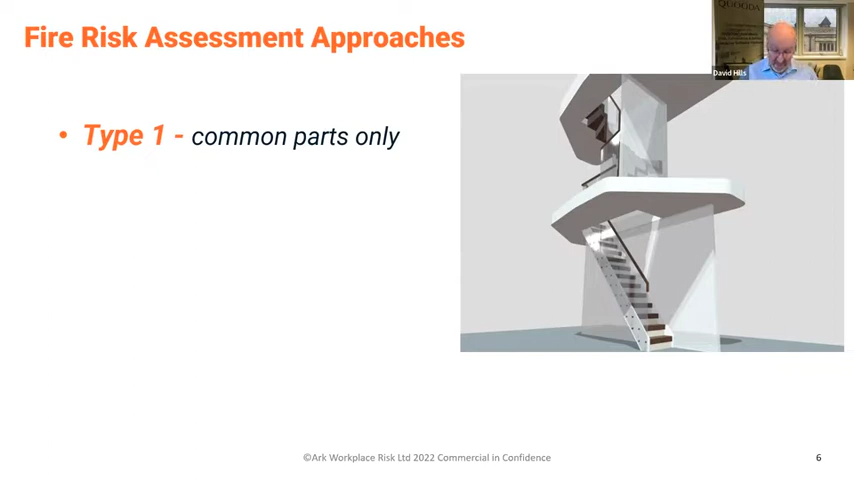 Fire Risk Assessment Approaches
QUOGDA
David Hills
• Type 1 - common parts only
©Ark Workplace Risk Ltd 2022 Commercial in Confidence
6